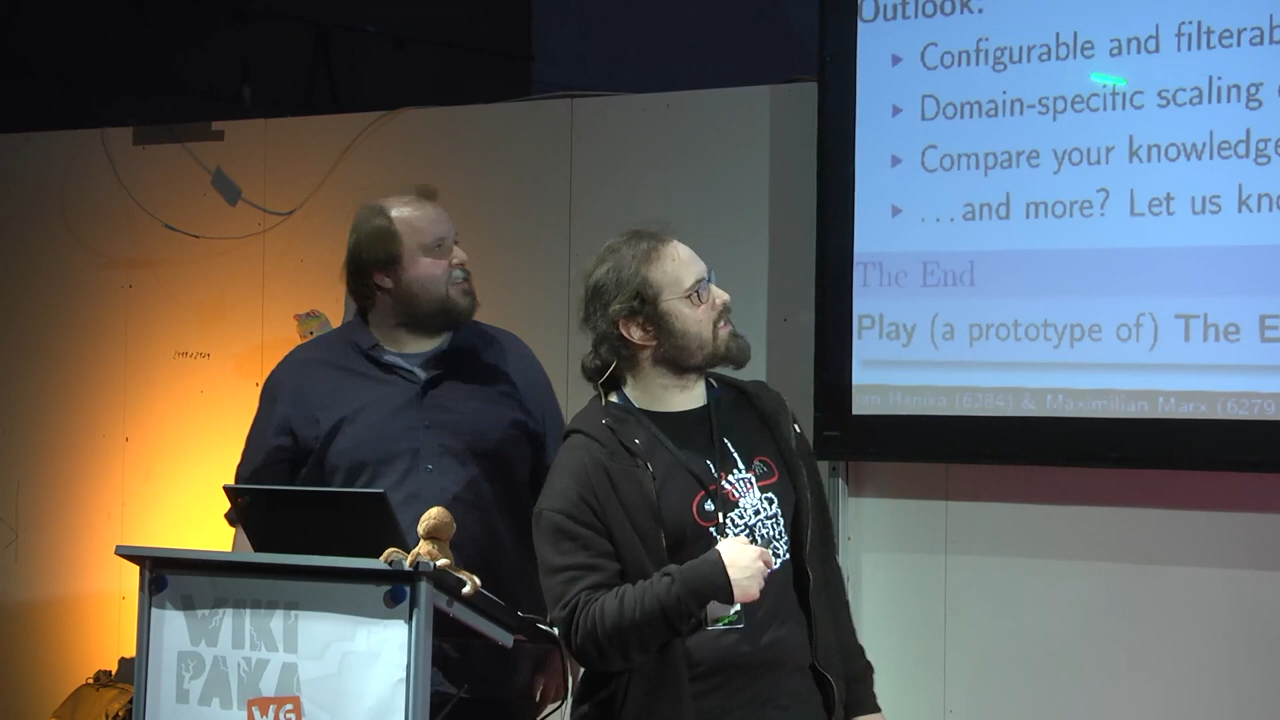 Outlook:
Configurable and filterab
Domain-specific scaling
Compare your knowledge
...and more? Let us kno
The End
Play (a prototype of) The E
om Hanika (6284) & Maximilian Marx (6279
WIKI
PAKA
WG